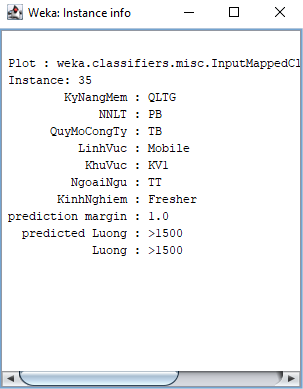 Weka: Instance info
Plot : weka.classifiers.misc.InputMappedCl
Instance: 35
KyNangMem : QLTG
NNLT : PB
QuyMoCongTy : TB
LinhVuc : Mobile
KhuVuc : KV1
NgoaiNgu : TT
KinhNghiem : Fresher
prediction margin : 1.0
predicted Luong : >1500
Luong : >1500